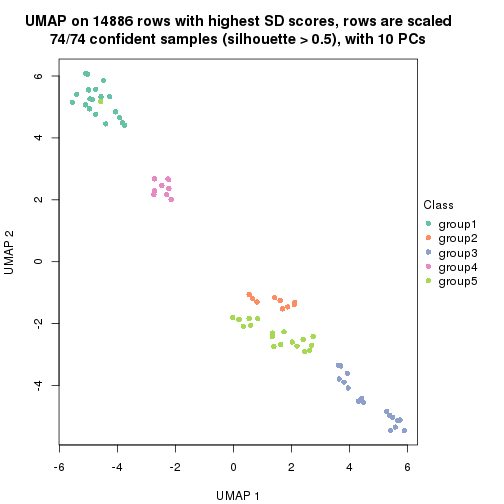 UMAP on 14886 rows with highest SD scores, rows are scaled
74/74 confident samples (silhouette > 0.5), with 10 PCs
6
4
2
0
-2
-4
UMAP 2
-6
-4
-2
0
2
4
6
UMAP 1
Class
group1
group2
group3
group4
group5